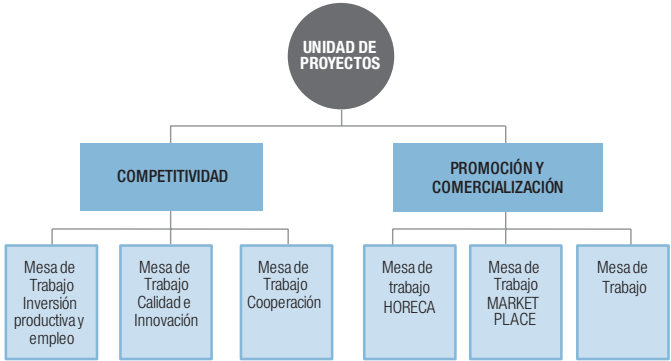 UNIDAD DE
PROYECTOS
COMPETITIVIDAD
PROMOCIÓN Y
COMERCIALIZACIÓN
Mesa de
Trabajo
Inversión
productiva y
empleo
Mesa de
Trabajo
Calidad e
Innovación
Mesa de
Trabajo
Cooperación
Mesa de
trabajo
HORECA
Mesa de
Trabajo
MARKET
PLACE
Mesa de
Trabajo